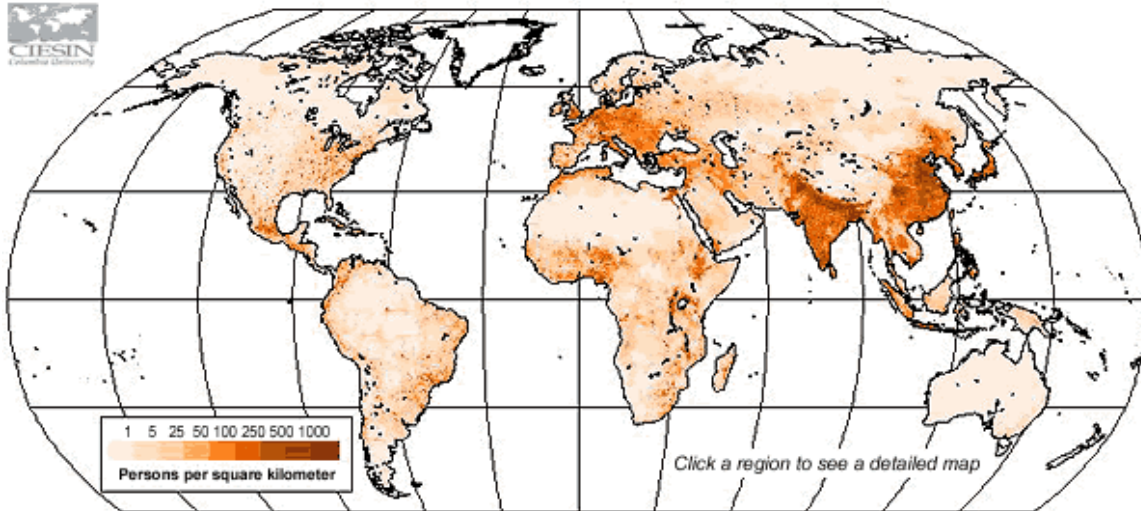 CIESIN
Columbia University
1 5 25 50 100 250 500 1000
Persons per square kilometer
Click a region to see a detailed map